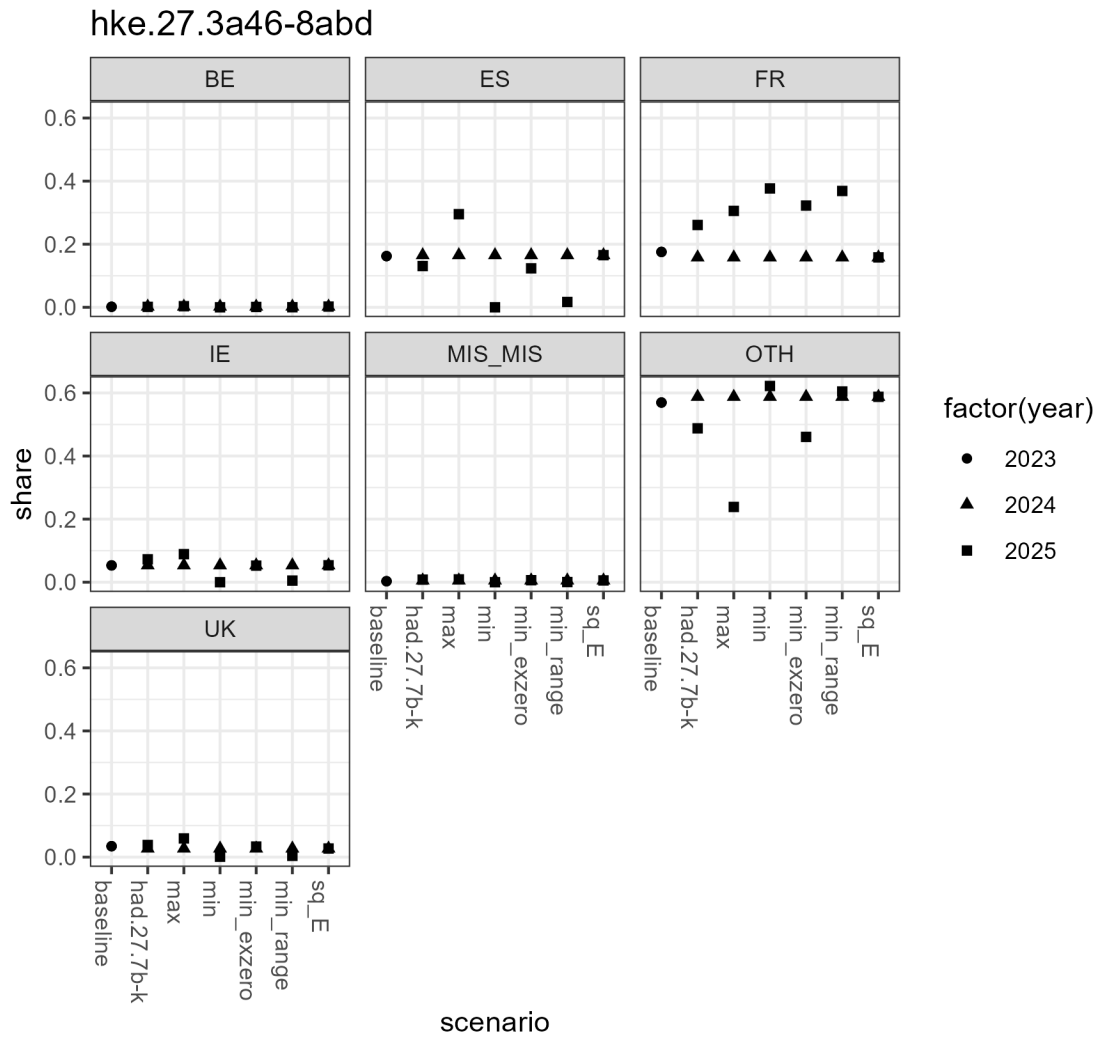 hke.27.3a46-8abd
BE
ES
FR
0.6
0.4
0.2
0.0
IE
MIS_MIS
OTH
0.6
0.4
0.2
0.0
baseline
had.27.7b-k
max
min
min_exzero
min_range
sq_E
baseline
had.27.7b-k
max
min
min_exzero
min_range
sq_E
UK
0.6
0.4
0.2
0.0
baseline
had.27.7b-k
max
min
min_exzero
min_range
sq_E
share
scenario
factor(year)
2023
2024
2025